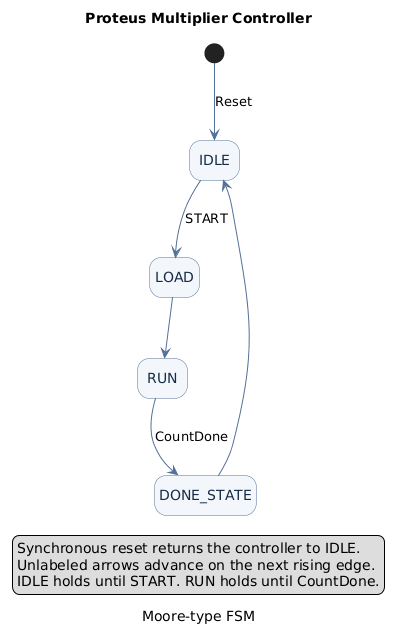 Proteus Multiplier Controller
Reset
IDLE
START
LOAD
RUN
CountDone
DONE_STATE
Synchronous reset returns the controller to IDLE.
Unlabeled arrows advance on the next rising edge.
IDLE holds until START. RUN holds until CountDone.
Moore-type FSM